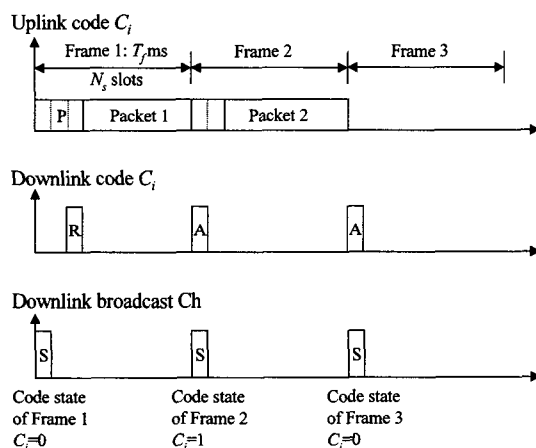 Uplink code C_i
Frame 1: T_f ms
Frame 2
Frame 3
N_s slots
P
Packet 1
Packet 2
Downlink code C_i
R
A
A
Downlink broadcast Ch
S
S
S
Code state
of Frame 1
C_i=0
Code state
of Frame 2
C_i=1
Code state
of Frame 3
C_i=0